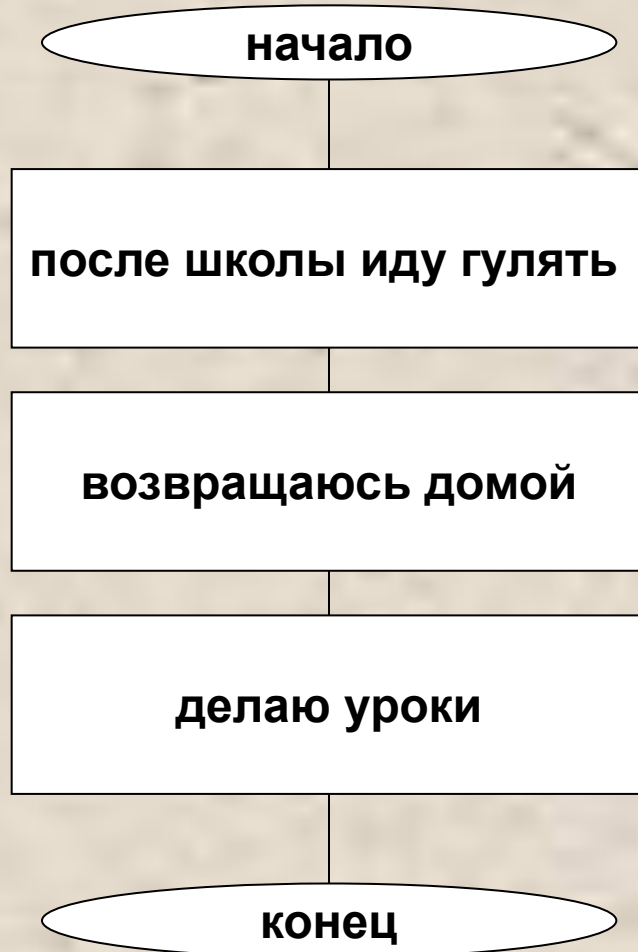 начало
после школы иду гулять
возвращаюсь домой
делаю уроки
конец